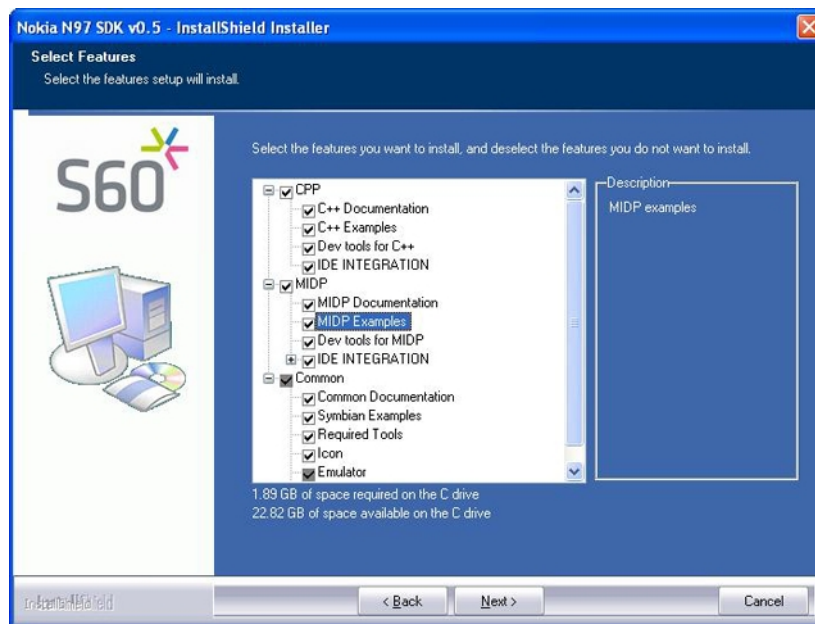 Nokia N97 SDK v0.5 - InstallShield Installer
Select Features
Select the features setup will install.
S60
Select the features you want to install, and deselect the features you do not want to install.
CPP
C++ Documentation
C++ Examples
Dev tools for C++
IDE INTEGRATION
MIDP
MIDP Documentation
MIDP Examples
Dev tools for MIDP
IDE INTEGRATION
Common
Common Documentation
Symbian Examples
Required Tools
Icon
Emulator
Description
MIDP examples
1.89 GB of space required on the C drive
22.82 GB of space available on the C drive
< Back
Next >
Cancel